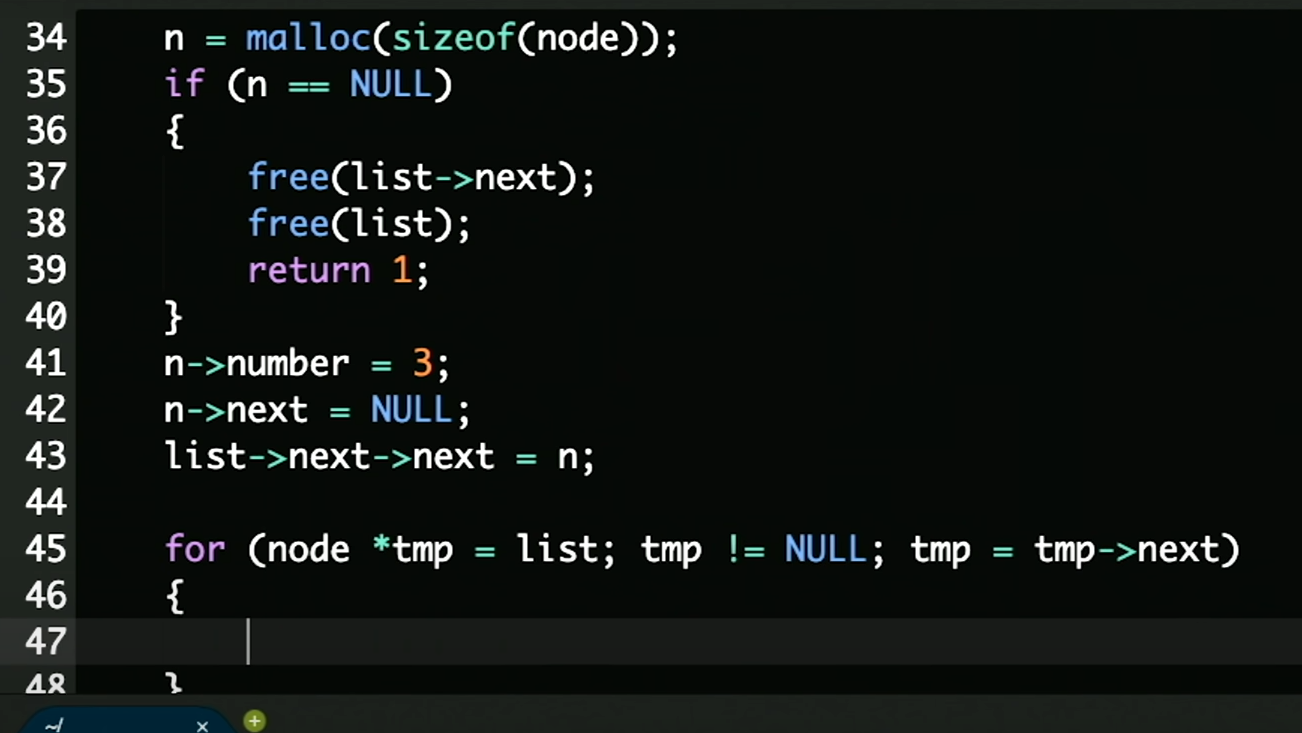 34 n = malloc(sizeof(node));
35 if (n == NULL)
36 {
37 free(list->next);
38 free(list);
39 return 1;
40 }
41 n->number = 3;
42 n->next = NULL;
43 list->next->next = n;
44
45 for (node *tmp = list; tmp != NULL; tmp = tmp->next)
46 {
47
48 }
~/ × +